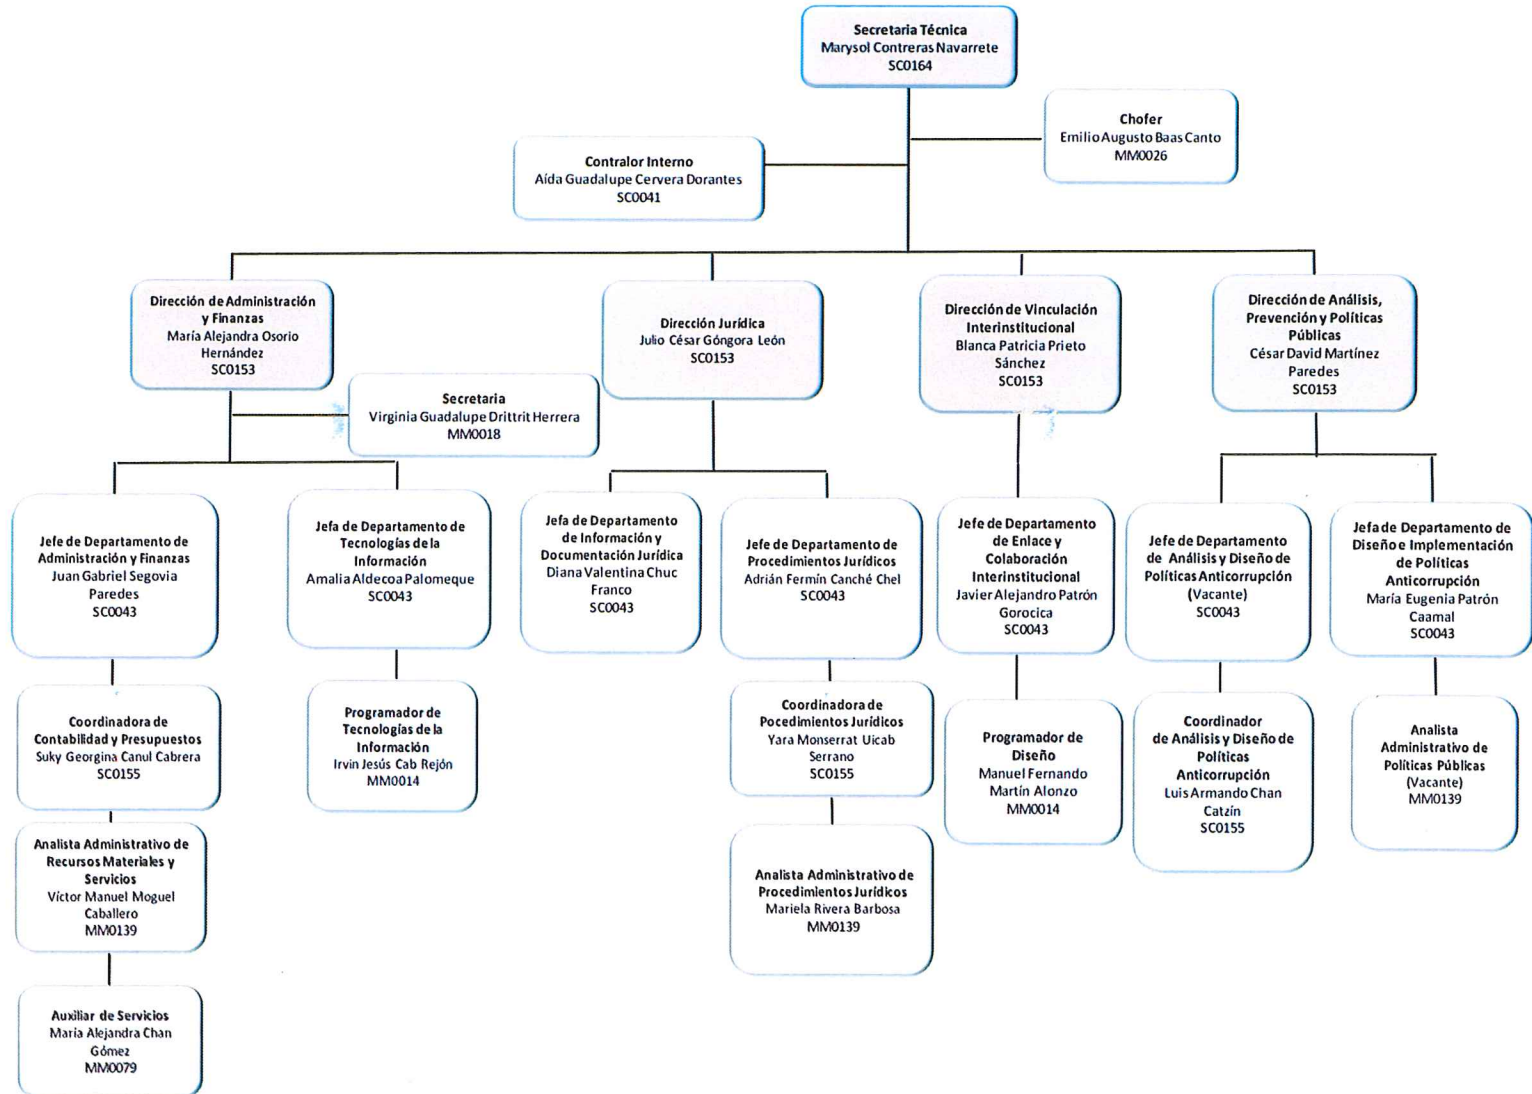 Secretaria Técnica
Marysol Contreras Navarrete
SC0164
Chofer
Emilio Augusto Baas Canto
MM0026
Contralor Interno
Aída Guadalupe Cervera Dorantes
SC0041
Dirección de Administración
y Finanzas
María Alejandra Osorio
Hernández
SC0153
Dirección Jurídica
Julio César Góngora León
SC0153
Dirección de Vinculación
Interinstitucional
Blanca Patricia Prieto
Sánchez
SC0153
Dirección de Análisis,
Prevención y Políticas
Públicas
César David Martínez
Paredes
SC0153
Secretaria
Virginia Guadalupe Drittrit Herrera
MM0018
Jefe de Departamento de
Administración y Finanzas
Juan Gabriel Segovia
Paredes
SC0043
Jefa de Departamento de
Tecnologías de la
Información
Amalia Aldecoa Palomeque
SC0043
Jefa de Departamento
de Información y
Documentación Jurídica
Diana Valentina Chuc
Franco
SC0043
Jefe de Departamento de
Procedimientos Jurídicos
Adrián Fermín Canché Chel
SC0043
Jefe de Departamento
de Enlace y
Colaboración
Interinstitucional
Javier Alejandro Patrón
Gorocica
SC0043
Jefe de Departamento
de Análisis y Diseño de
Políticas Anticorrupción
(Vacante)
SC0043
Jefa de Departamento de
Diseño e Implementación
de Políticas
Anticorrupción
María Eugenia Patrón
Caamal
SC0043
Coordinadora de
Contabilidad y Presupuestos
Suky Georgina Canul Cabrera
SC0155
Programador de
Tecnologías de la
Información
Irvin Jesús Cab Rejón
MM0014
Coordinadora de
Pocedimientos Jurídicos
Yara Monserrat Uicab
Serrano
SC0155
Programador de
Diseño
Manuel Fernando
Martín Alonzo
MM0014
Coordinador
de Análisis y Diseño de
Políticas
Anticorrupción
Luis Armando Chan
Catzín
SC0155
Analista
Administrativo de
Políticas Públicas
(Vacante)
MM0139
Analista Administrativo de
Recursos Materiales y
Servicios
Víctor Manuel Moguel
Caballero
MM0139
Analista Administrativo de
Procedimientos Jurídicos
Mariela Rivera Barbosa
MM0139
Auxiliar de Servicios
María Alejandra Chan
Gómez
MM0079